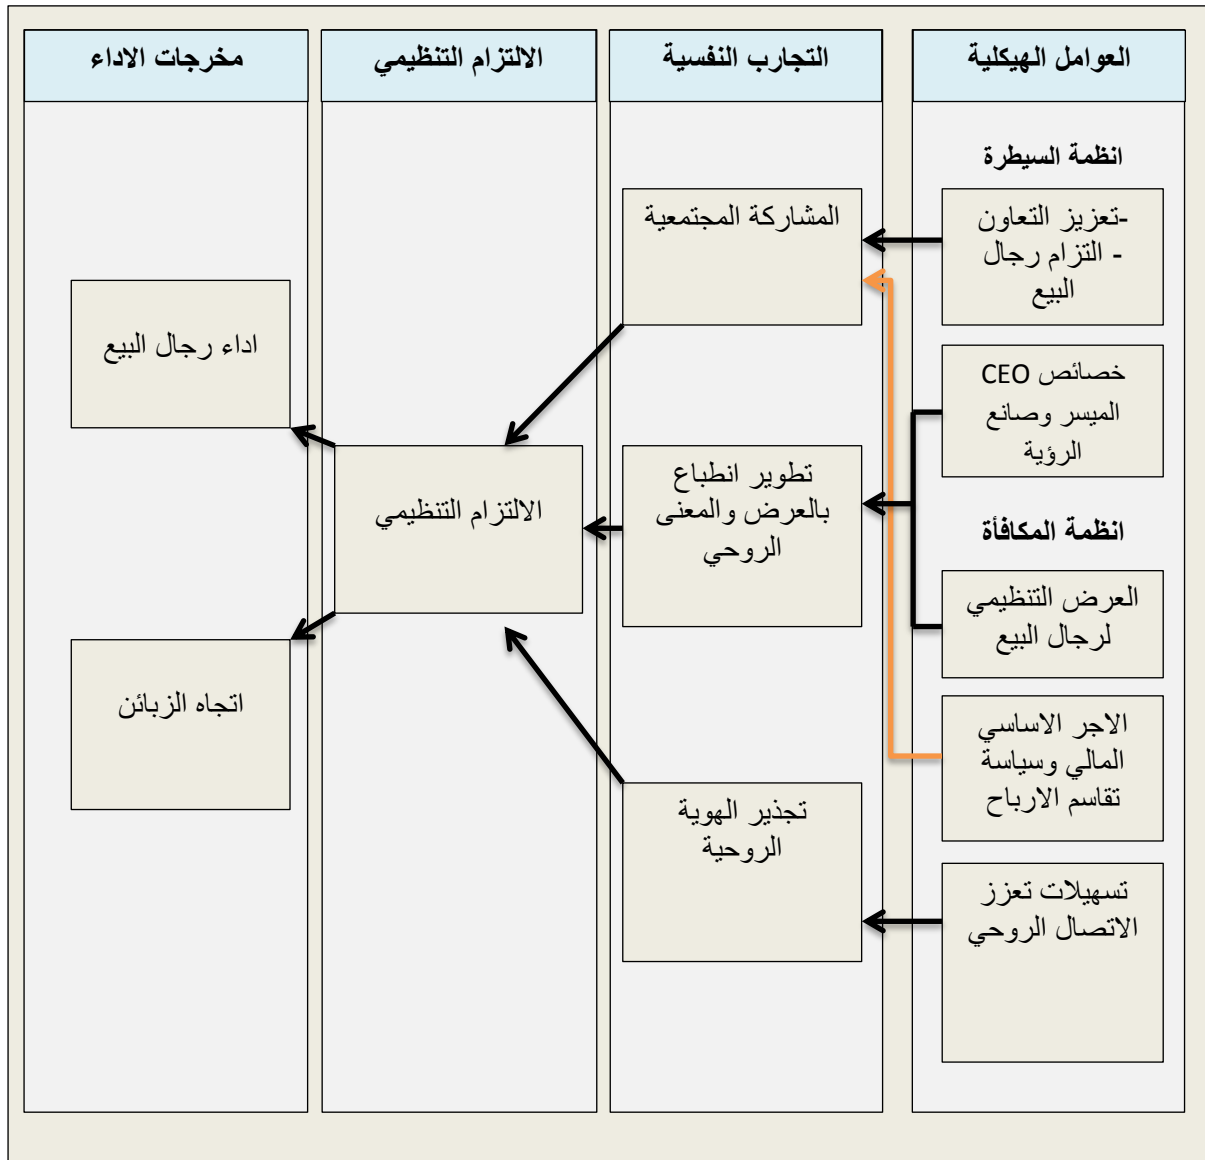 العوامل الهيكلية
انظمة السيطرة
-تعزيز التعاون
- التزام رجال
البيع
خصائص CEO
الميسر وصانع
الرؤية
انظمة المكافأة
العرض التنظيمي
لرجال البيع
الاجر الاساسي
المالي وسياسة
تقاسم الارباح
تسهيلات تعزز
الاتصال الروحي
التجارب النفسية
المشاركة المجتمعية
تطوير انطباع
بالعرض والمعنى
الروحي
تجذير الهوية
الروحية
الالتزام التنظيمي
الالتزام التنظيمي
مخرجات الاداء
اداء رجال البيع
اتجاه الزبائن